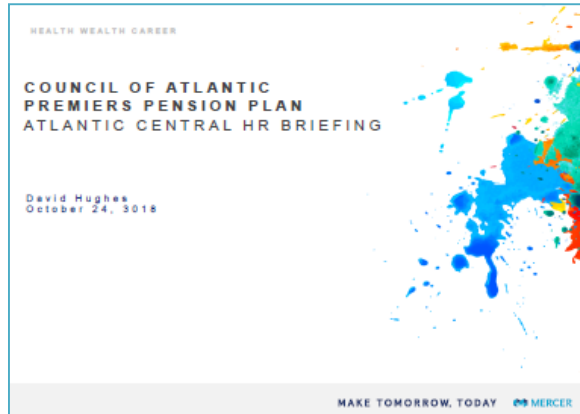 HEALTH WEALTH CAREER
COUNCIL OF ATLANTIC
PREMIERS PENSION PLAN
ATLANTIC CENTRAL HR BRIEFING
David Hughes
October 24, 3018
MAKE TOMORROW, TODAY MERCER